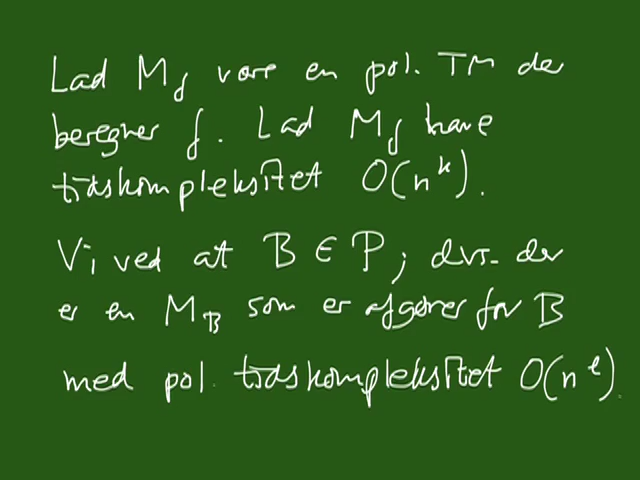 Lad M_f være en pol. TM der
beregner f. Lad M_f have
tidskompleksitet O(n^k).
Vi ved at B ∈ P; dvs. der
er en M_B som er afgører for B
med pol. tidskompleksitet O(n^l).